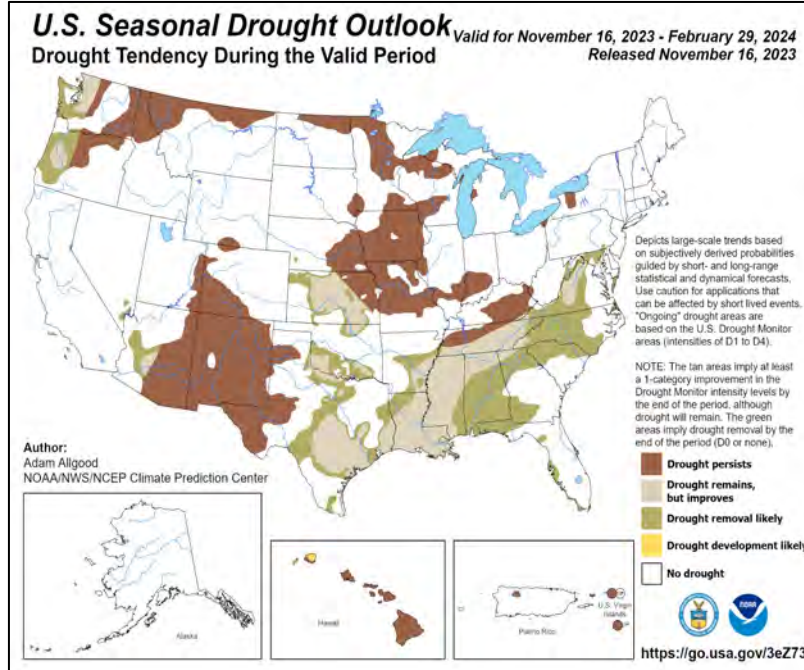 U.S. Seasonal Drought Outlook
Drought Tendency During the Valid Period
Valid for November 16, 2023 - February 29, 2024
Released November 16, 2023
Depicts large-scale trends based
on subjectively derived probabilities
guided by short- and long-range
statistical and dynamical forecasts.
Use caution for applications that
can be affected by short lived events.
"Ongoing" drought areas are
based on the U.S. Drought Monitor
areas (intensities of D1 to D4).
NOTE: The tan areas imply at least
a 1-category improvement in the
Drought Monitor intensity levels by
the end of the period, although
drought will remain. The green
areas imply drought removal by the
end of the period (D0 or none).
Author:
Adam Allgood
NOAA/NWS/NCEP Climate Prediction Center
Drought persists
Drought remains,
but improves
Drought removal likely
Drought development likely
No drought
Alaska
Hawaii
Puerto Rico
U.S. Virgin
Islands
noaa
https://go.usa.gov/3eZ73